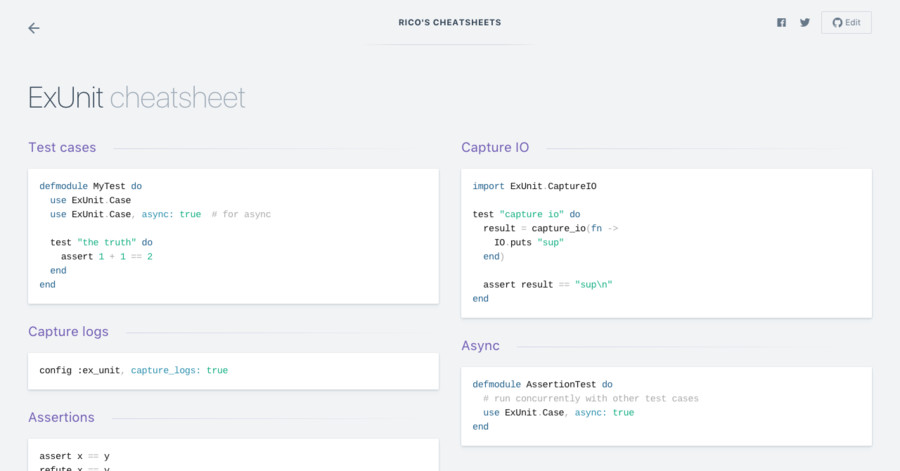 RICO'S CHEATSHEETS
Edit
ExUnit cheatsheet
Test cases
defmodule MyTest do
  use ExUnit.Case
  use ExUnit.Case, async: true  # for async

  test "the truth" do
    assert 1 + 1 == 2
  end
end
Capture logs
config :ex_unit, capture_logs: true
Assertions
assert x == y
refute x == y
Capture IO
import ExUnit.CaptureIO

test "capture io" do
  result = capture_io(fn ->
    IO.puts "sup"
  end)

  assert result == "sup\n"
end
Async
defmodule AssertionTest do
  # run concurrently with other test cases
  use ExUnit.Case, async: true
end